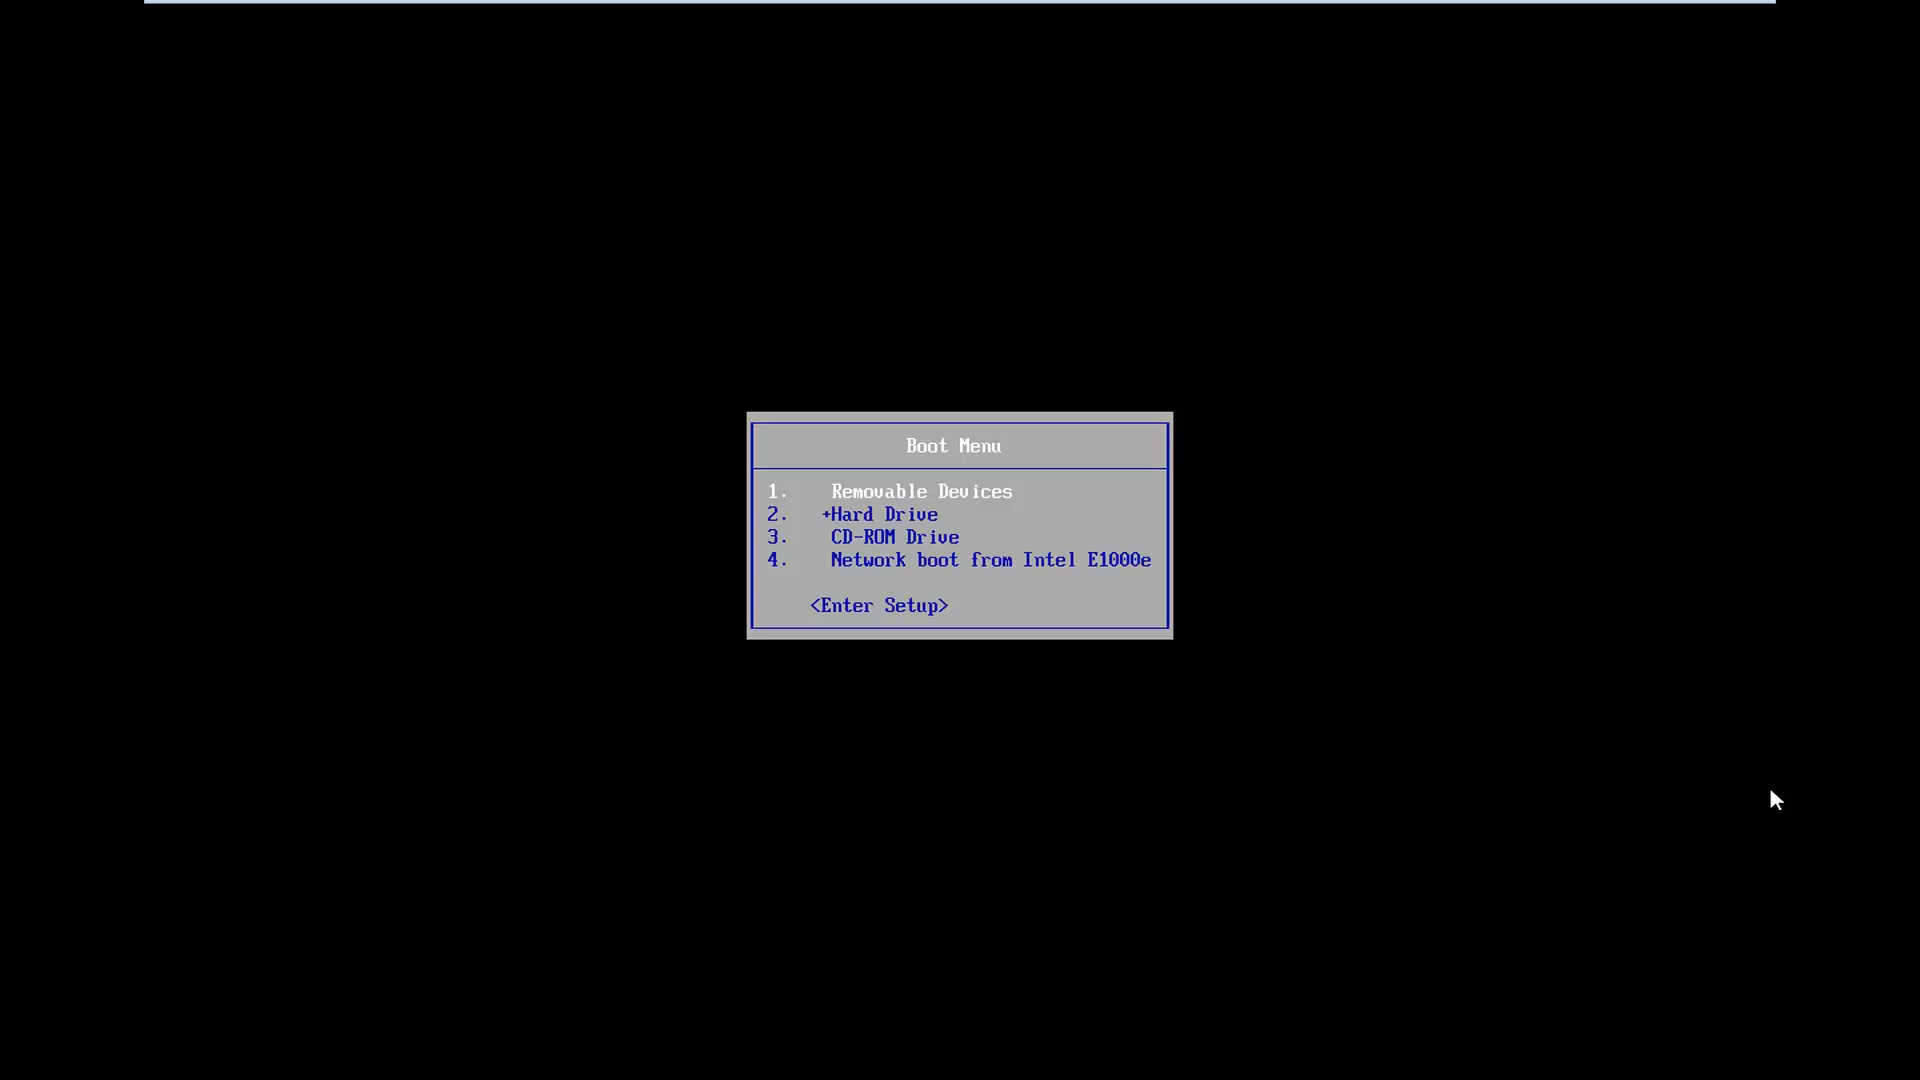 Boot Menu
1. Removable Devices
2. +Hard Drive
3. CD-ROM Drive
4. Network boot from Intel E1000e
<Enter Setup>